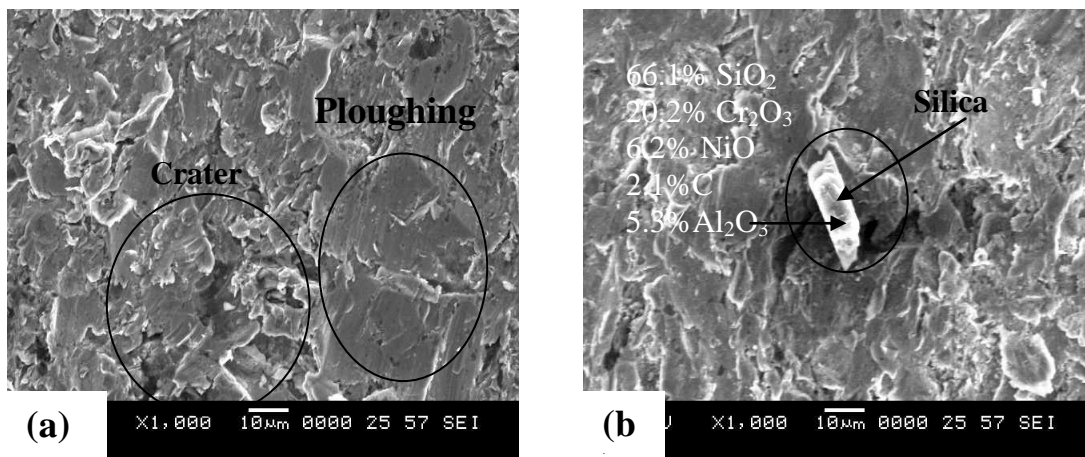 Ploughing
Crater
(a)
X1,000 10µm 0000 25 57 SEI
66.1% SiO₂
20.2% Cr₂O₃
6.2% NiO
2.1%C
5.3%Al₂O₃
Silica
(b
X1,000 10µm 0000 25 57 SEI